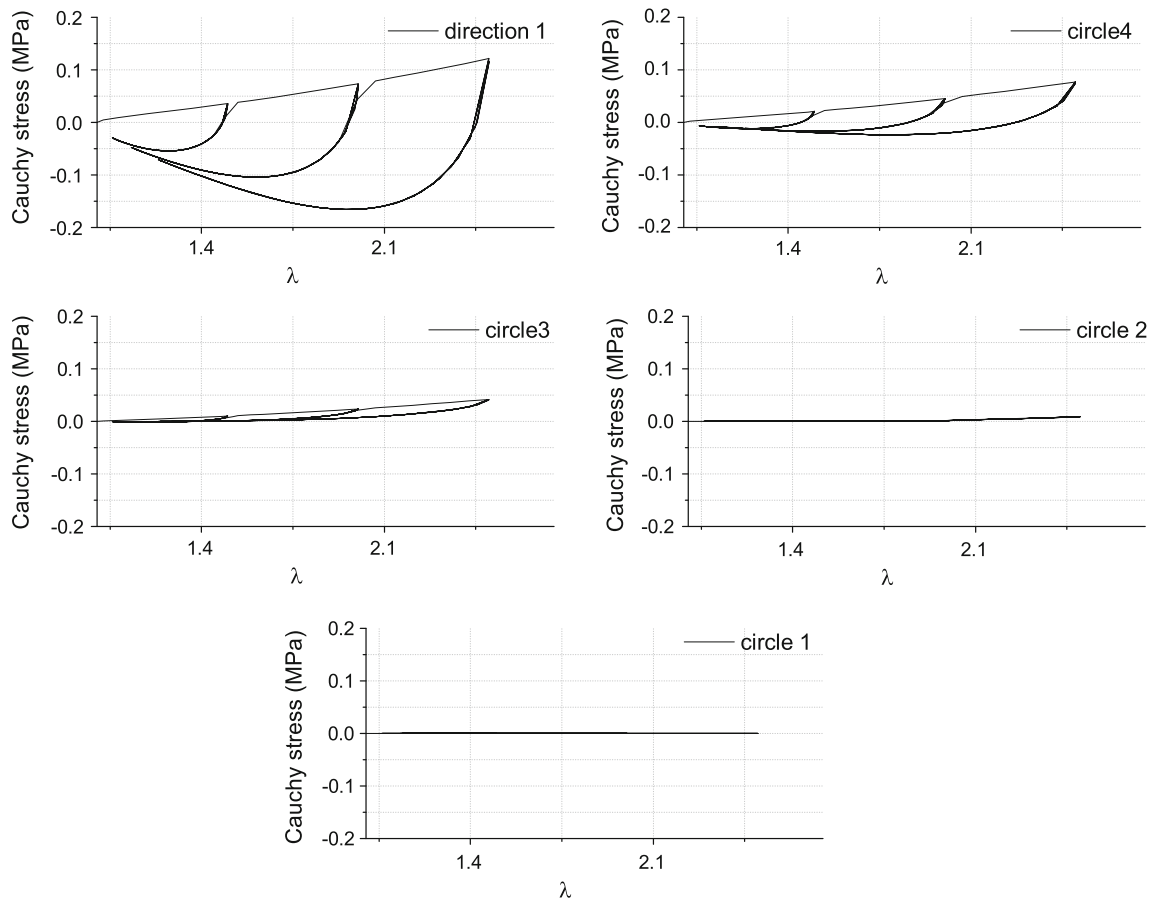 direction 1
Cauchy stress (MPa)
0.2
0.1
0.0
-0.1
-0.2
1.4
2.1
λ
circle4
Cauchy stress (MPa)
0.2
0.1
0.0
-0.1
-0.2
1.4
2.1
λ
circle3
Cauchy stress (MPa)
0.2
0.1
0.0
-0.1
-0.2
1.4
2.1
λ
circle 2
Cauchy stress (MPa)
0.2
0.1
0.0
-0.1
-0.2
1.4
2.1
λ
circle 1
Cauchy stress (MPa)
0.2
0.1
0.0
-0.1
-0.2
1.4
2.1
λ